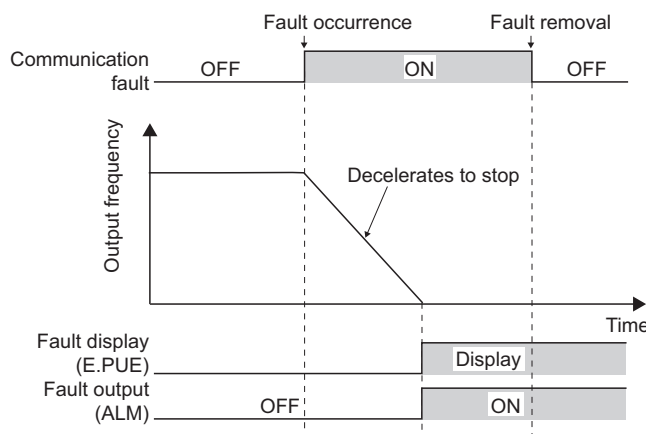 Fault occurrence
Fault removal
Communication
fault
OFF
ON
OFF
Output frequency
Decelerates to stop
Time
Fault display
(E.PUE)
Display
Fault output
(ALM)
OFF
ON